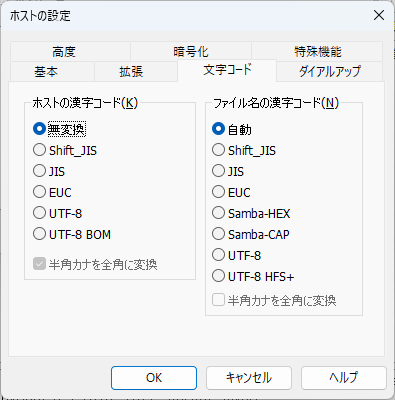 ホストの設定
高度 暗号化 特殊機能
基本 拡張 文字コード ダイアルアップ
ホストの漢字コード(K)
無変換
Shift_JIS
JIS
EUC
UTF-8
UTF-8 BOM
半角カナを全角に変換
ファイル名の漢字コード(N)
自動
Shift_JIS
JIS
EUC
Samba-HEX
Samba-CAP
UTF-8
UTF-8 HFS+
半角カナを全角に変換
OK キャンセル ヘルプ